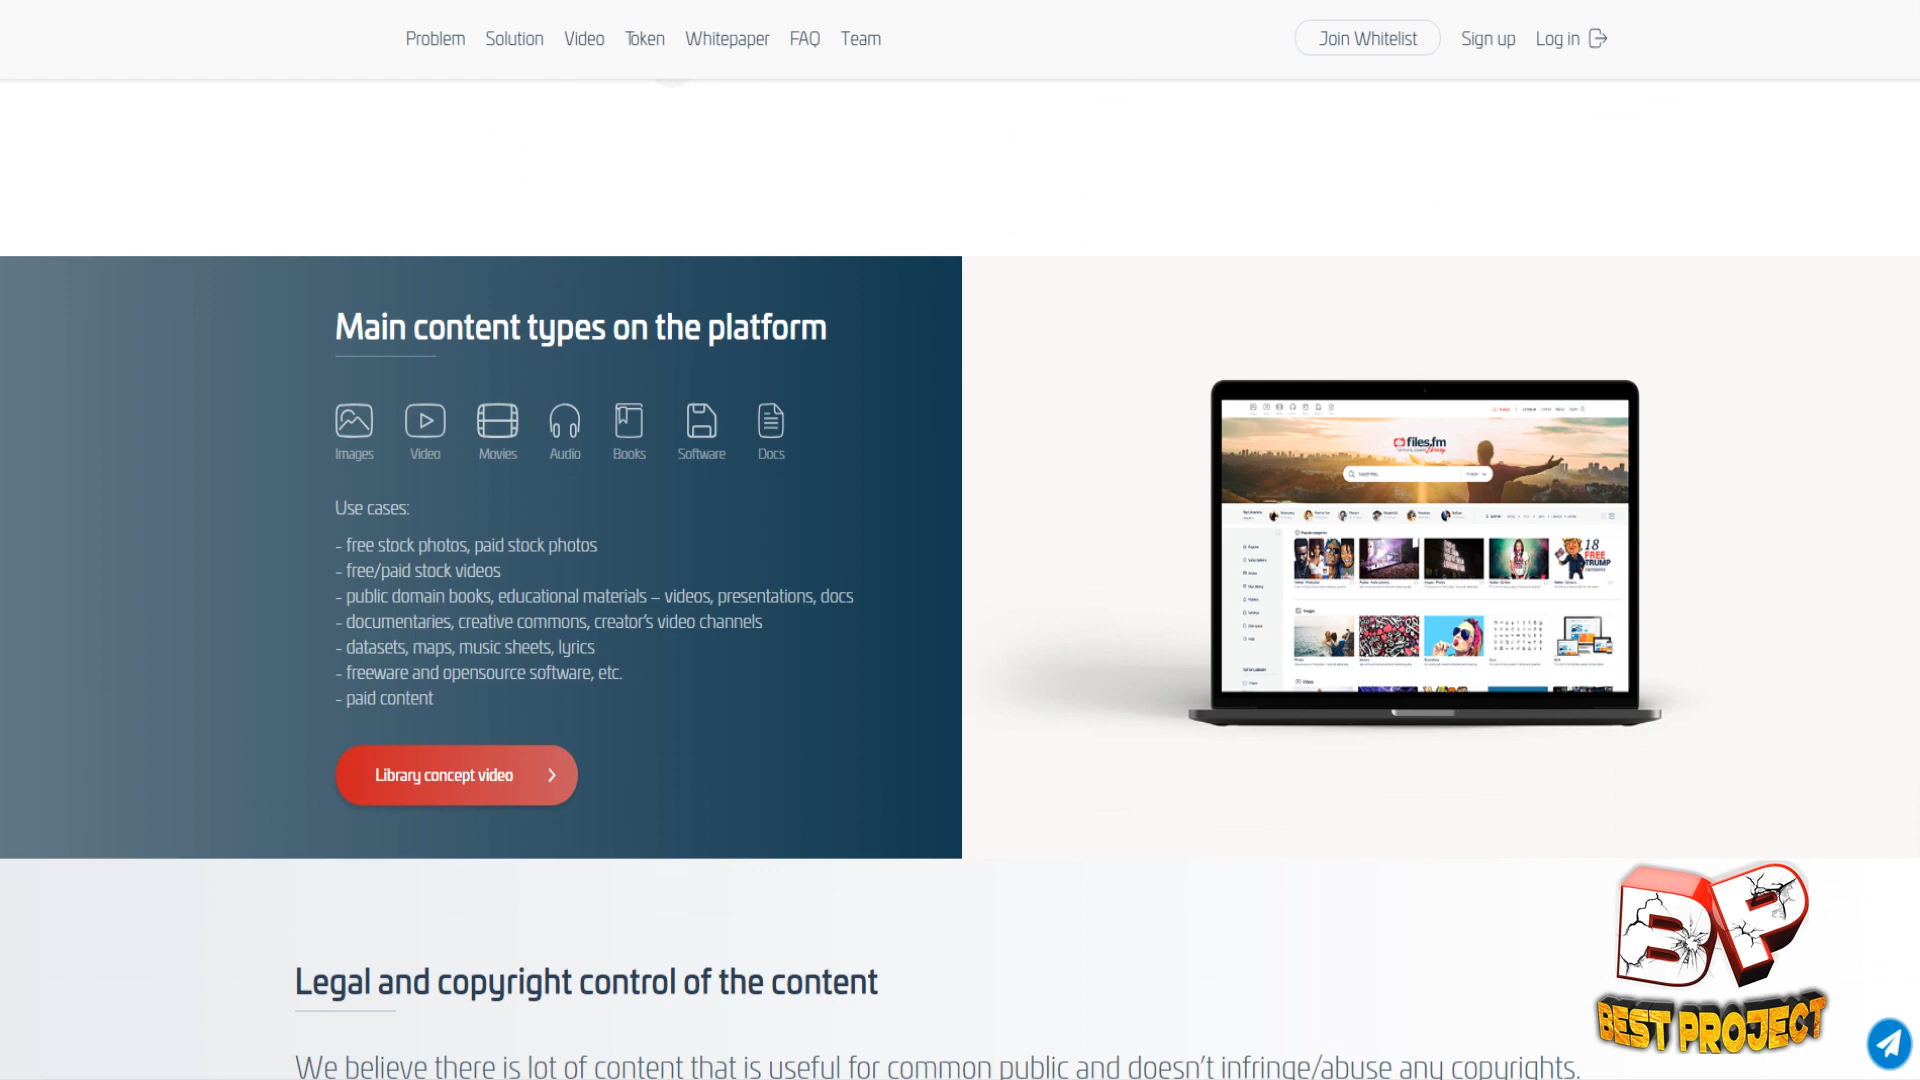 Problem Solution Video Token Whitepaper FAQ Team Join Whitelist Sign up Log in
Main content types on the platform
Images Video Movies Audio Books Software Docs
Use cases:
- free stock photos, paid stock photos
- free/paid stock videos
- public domain books, educational materials – videos, presentations, docs
- documentaries, creative commons, creator's video channels
- datasets, maps, music sheets, lyrics
- freeware and opensource software, etc.
- paid content
Library concept video
files.fm
Library
18
FREE
TRUMP
Legal and copyright control of the content
We believe there is lot of content that is useful for common public and doesn't infringe/abuse any copyrights.
BP
BEST PROJECT